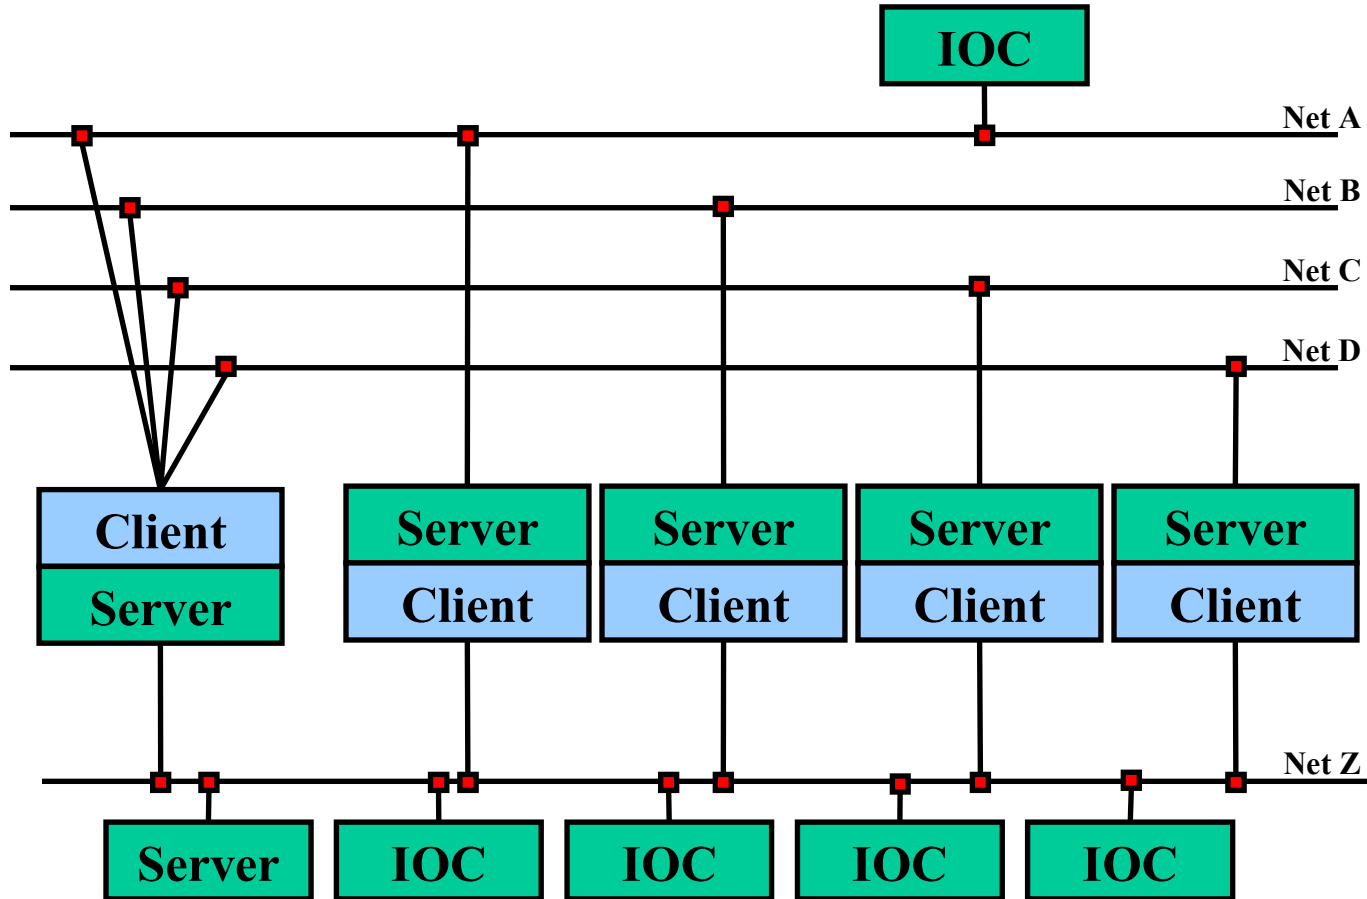 IOC
Net A
Net B
Net C
Net D
Client
Server
Server
Client
Server
Client
Server
Client
Server
Client
Net Z
Server
IOC
IOC
IOC
IOC